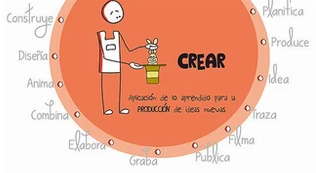 Construye
Planifica
Diseña
Produce
CREAR
Anima
Idea
Aplicación de lo aprendido para la
PRODUCCIÓN de ideas nuevas
Combina
Traza
Elabora
Filma
Graba
Publica